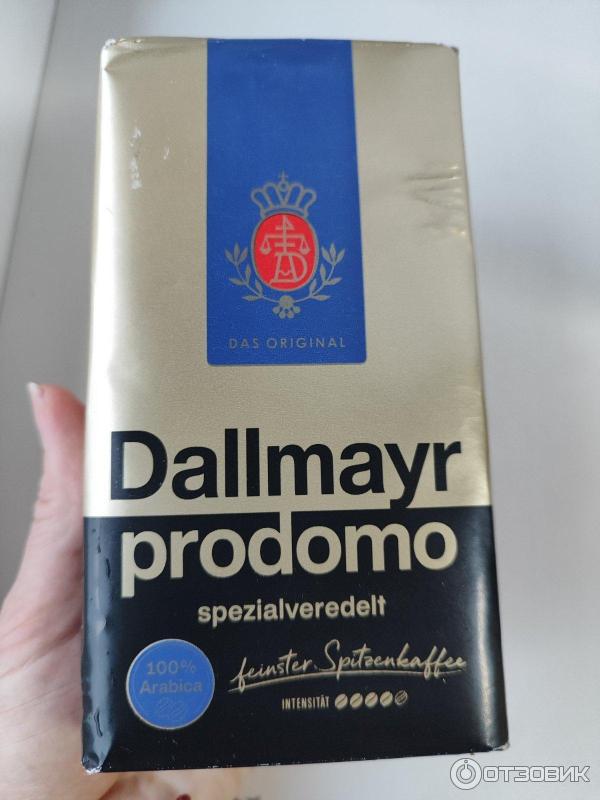 DAS ORIGINAL
Dallmayr
prodomo
spezialveredelt
100%
Arabica
feinster Spitzenkaffee
INTENSITÄT
ОТЗОВИК